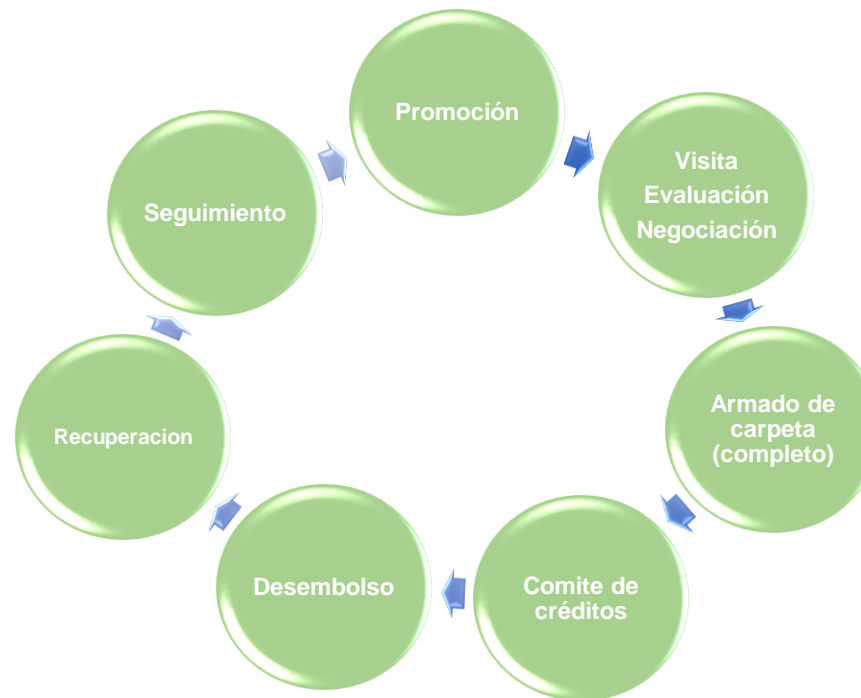 Promoción
Visita
Evaluación
Negociación
Armado de
carpeta
(completo)
Comite de
créditos
Desembolso
Recuperacion
Seguimiento